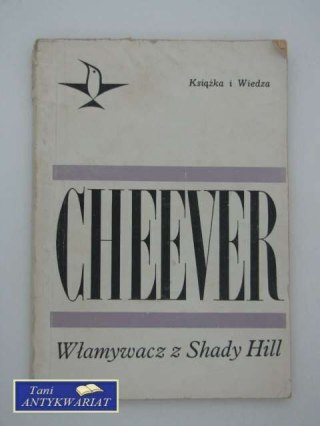 Książka i Wiedza
CHEEVER
Włamywacz z Shady Hill
Tani
ANTYKWARIAT